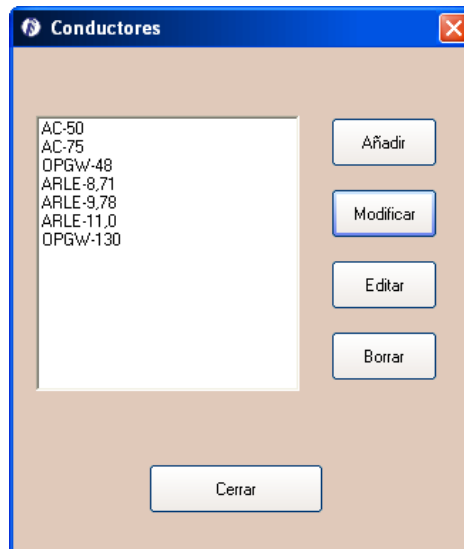 Conductores
AC-50
AC-75
OPGW-48
ARLE-8,71
ARLE-9,78
ARLE-11,0
OPGW-130
Añadir
Modificar
Editar
Borrar
Cerrar